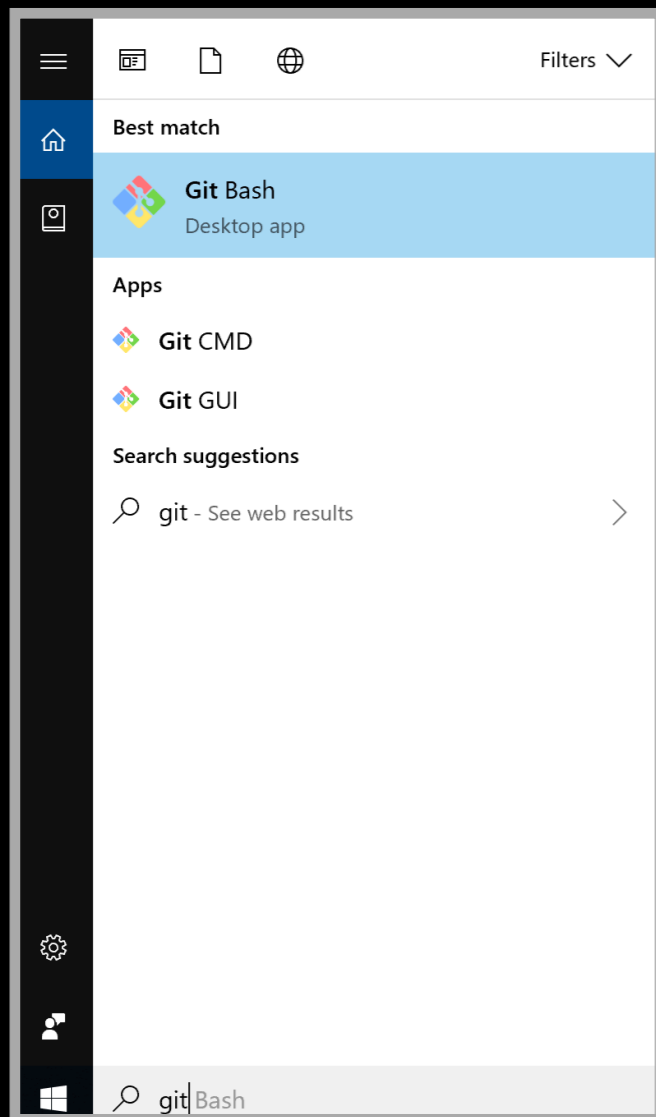 Filters
Best match
Git Bash
Desktop app
Apps
Git CMD
Git GUI
Search suggestions
git - See web results
git Bash